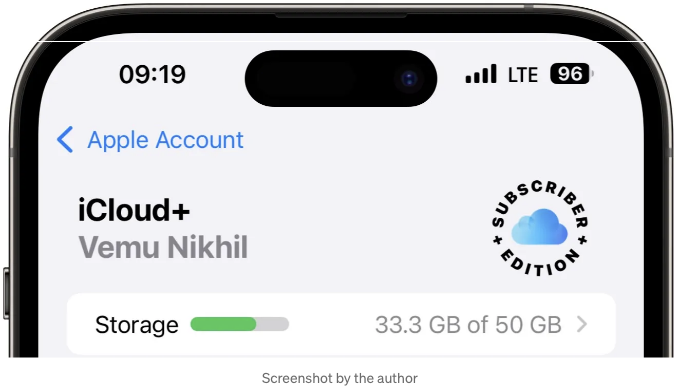 09:19 LTE 96
Apple Account
iCloud+
Vemu Nikhil
SUBSCRIBER + EDITION +
Storage 33.3 GB of 50 GB
Screenshot by the author